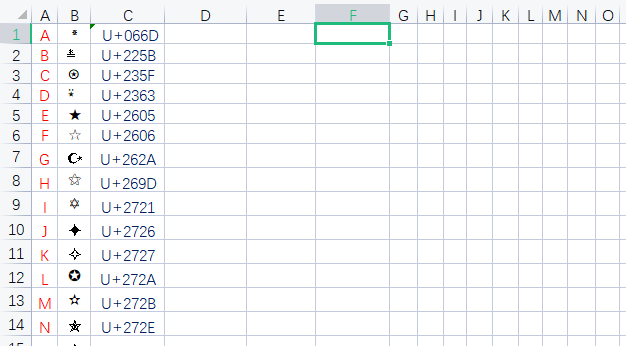 A B C D E F G H I J K L M N O
1 A ٭ U+066D
2 B ≛ U+225B
3 C ⍟ U+235F
4 D ⍣ U+2363
5 E ★ U+2605
6 F ☆ U+2606
7 G ☪ U+262A
8 H ⚝ U+269D
9 I ✡ U+2721
10 J ✦ U+2726
11 K ✧ U+2727
12 L ✪ U+272A
13 M ✫ U+272B
14 N ✮ U+272E